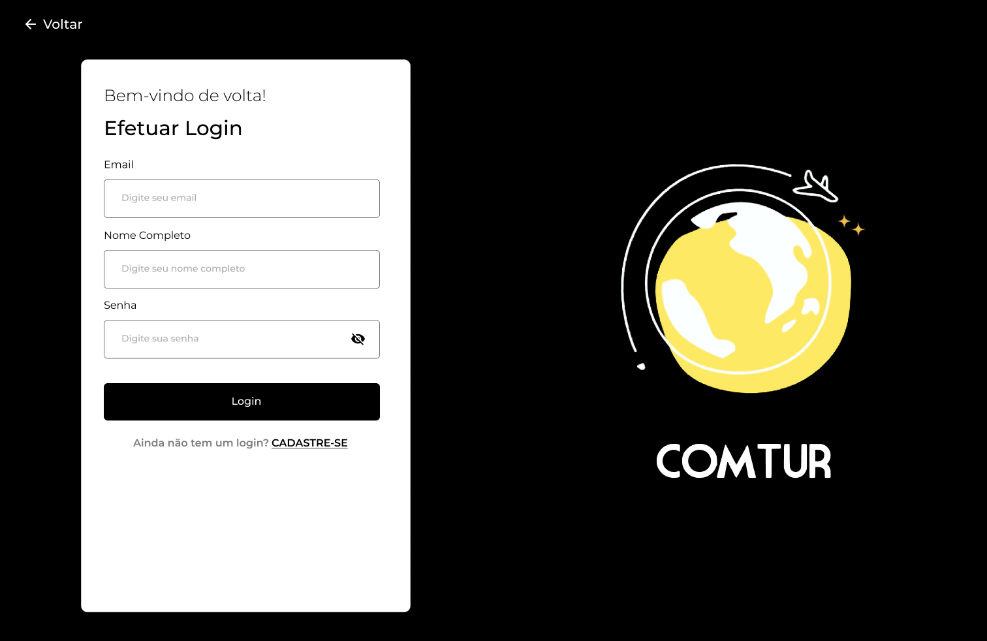 Voltar
Bem-vindo de volta!
Efetuar Login
Email
Digite seu email
Nome Completo
Digite seu nome completo
Senha
Digite sua senha
Login
Ainda não tem um login? CADASTRE-SE
COMTUR